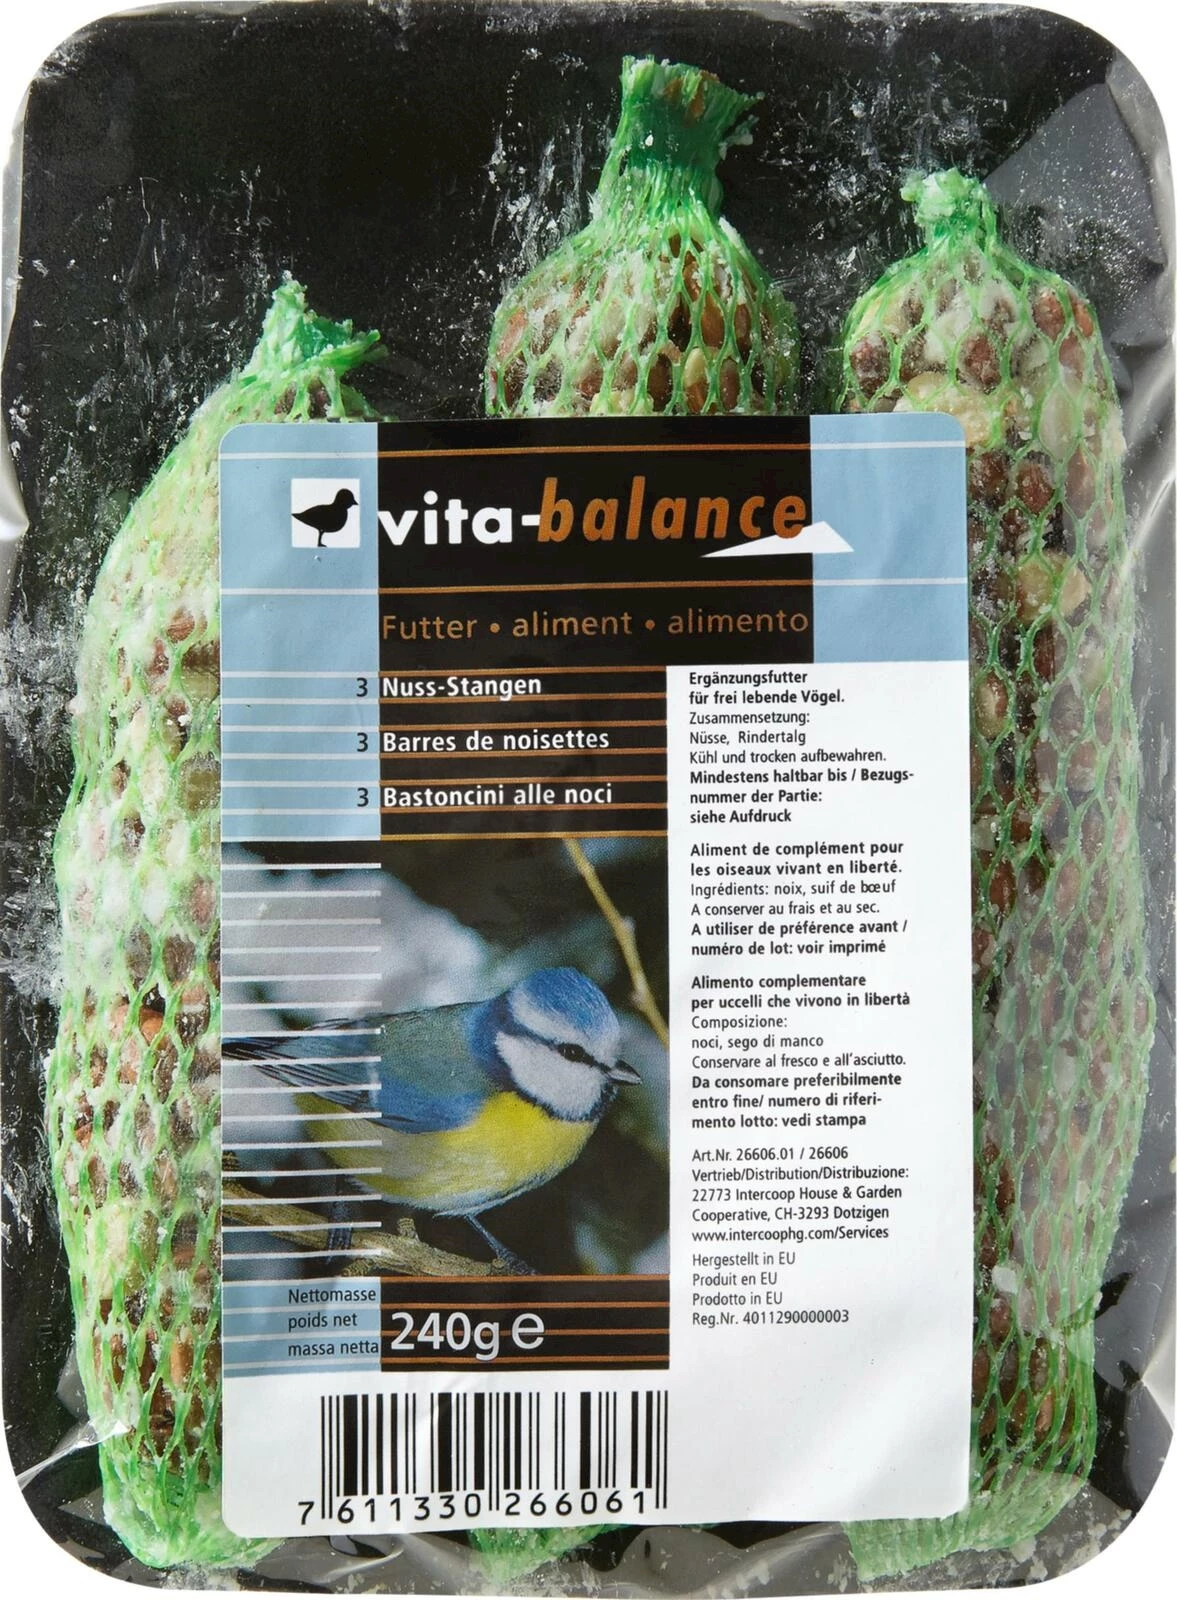 vita-balance
Futter • aliment • alimento
3 Nuss-Stangen
3 Barres de noisettes
3 Bastoncini alle noci
Ergänzungsfutter
für frei lebende Vögel.
Zusammensetzung:
Nüsse, Rindertalg
Kühl und trocken aufbewahren.
Mindestens haltbar bis / Bezugs-
nummer der Partie:
siehe Aufdruck
Aliment de complément pour
les oiseaux vivant en liberté.
Ingrédients: noix, suif de bœuf
A conserver au frais et au sec.
A utiliser de préférence avant /
numéro de lot: voir imprimé
Alimento complementare
per uccelli che vivono in libertà
Composizione:
noci, sego di manco
Conservare al fresco e all'asciutto.
Da consomare preferibilmente
entro fine/ numero di riferi-
mento lotto: vedi stampa
Art.Nr. 26606.01 / 26606
Vertrieb/Distribution/Distribuzione:
22773 Intercoop House & Garden
Cooperative, CH-3293 Dotzigen
www.intercoophg.com/Services
Hergestellt in EU
Produit en EU
Prodotto in EU
Reg.Nr. 4011290000003
Nettomasse
poids net
massa netta
240g e
7 611330 266061